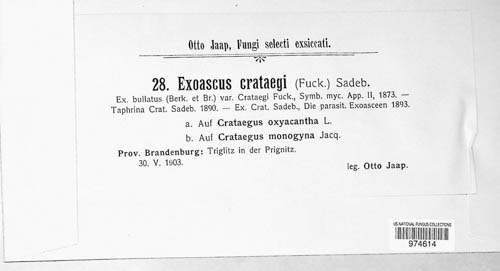 Otto Jaap, Fungi selecti exsiccati.
28. Exoascus crataegi (Fuck.) Sadeb.
Ex. bullatus (Berk. et Br.) var. Crataegi Fuck., Symb. myc. App. II, 1873. —
Taphrina Crat. Sadeb. 1890. — Ex. Crat. Sadeb., Die parasit. Exoasceen 1893.
a. Auf Crataegus oxyacantha L.
b. Auf Crataegus monogyna Jacq.
Prov. Brandenburg: Triglitz in der Prignitz.
30. V. 1903.
leg. Otto Jaap.
US NATIONAL FUNGUS COLLECTIONS
974614